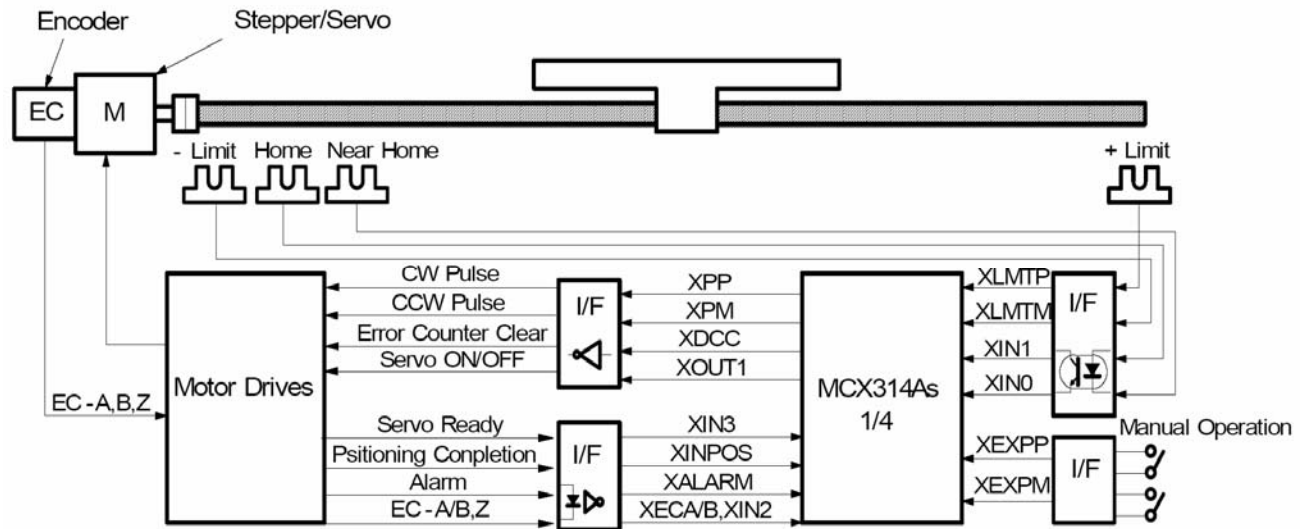 Encoder
Stepper/Servo
EC
M
- Limit
Home
Near Home
+ Limit
Motor Drives
CW Pulse
CCW Pulse
Error Counter Clear
Servo ON/OFF
I/F
XPP
XPM
XDCC
XOUT1
MCX314As
1/4
XLMTP
XLMTM
XIN1
XIN0
I/F
EC-A,B,Z
Servo Ready
Psitioning Conpletion
Alarm
EC-A/B,Z
I/F
XIN3
XINPOS
XALARM
XECA/B,XIN2
XEXPP
XEXPM
I/F
Manual Operation